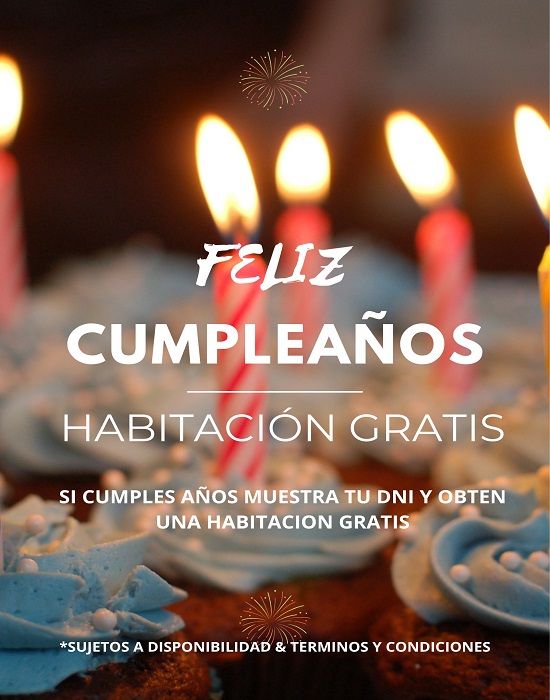 FELIZ
CUMPLEAÑOS
HABITACIÓN GRATIS
SI CUMPLES AÑOS MUESTRA TU DNI Y OBTEN
UNA HABITACION GRATIS
*SUJETOS A DISPONIBILIDAD & TERMINOS Y CONDICIONES